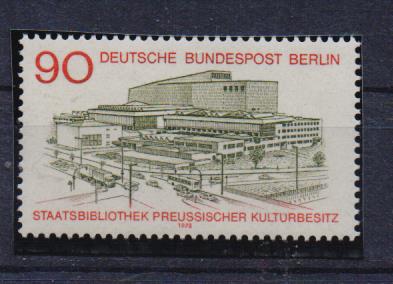 90 DEUTSCHE BUNDESPOST BERLIN
STAATSBIBLIOTHEK PREUSSISCHER KULTURBESITZ
1978